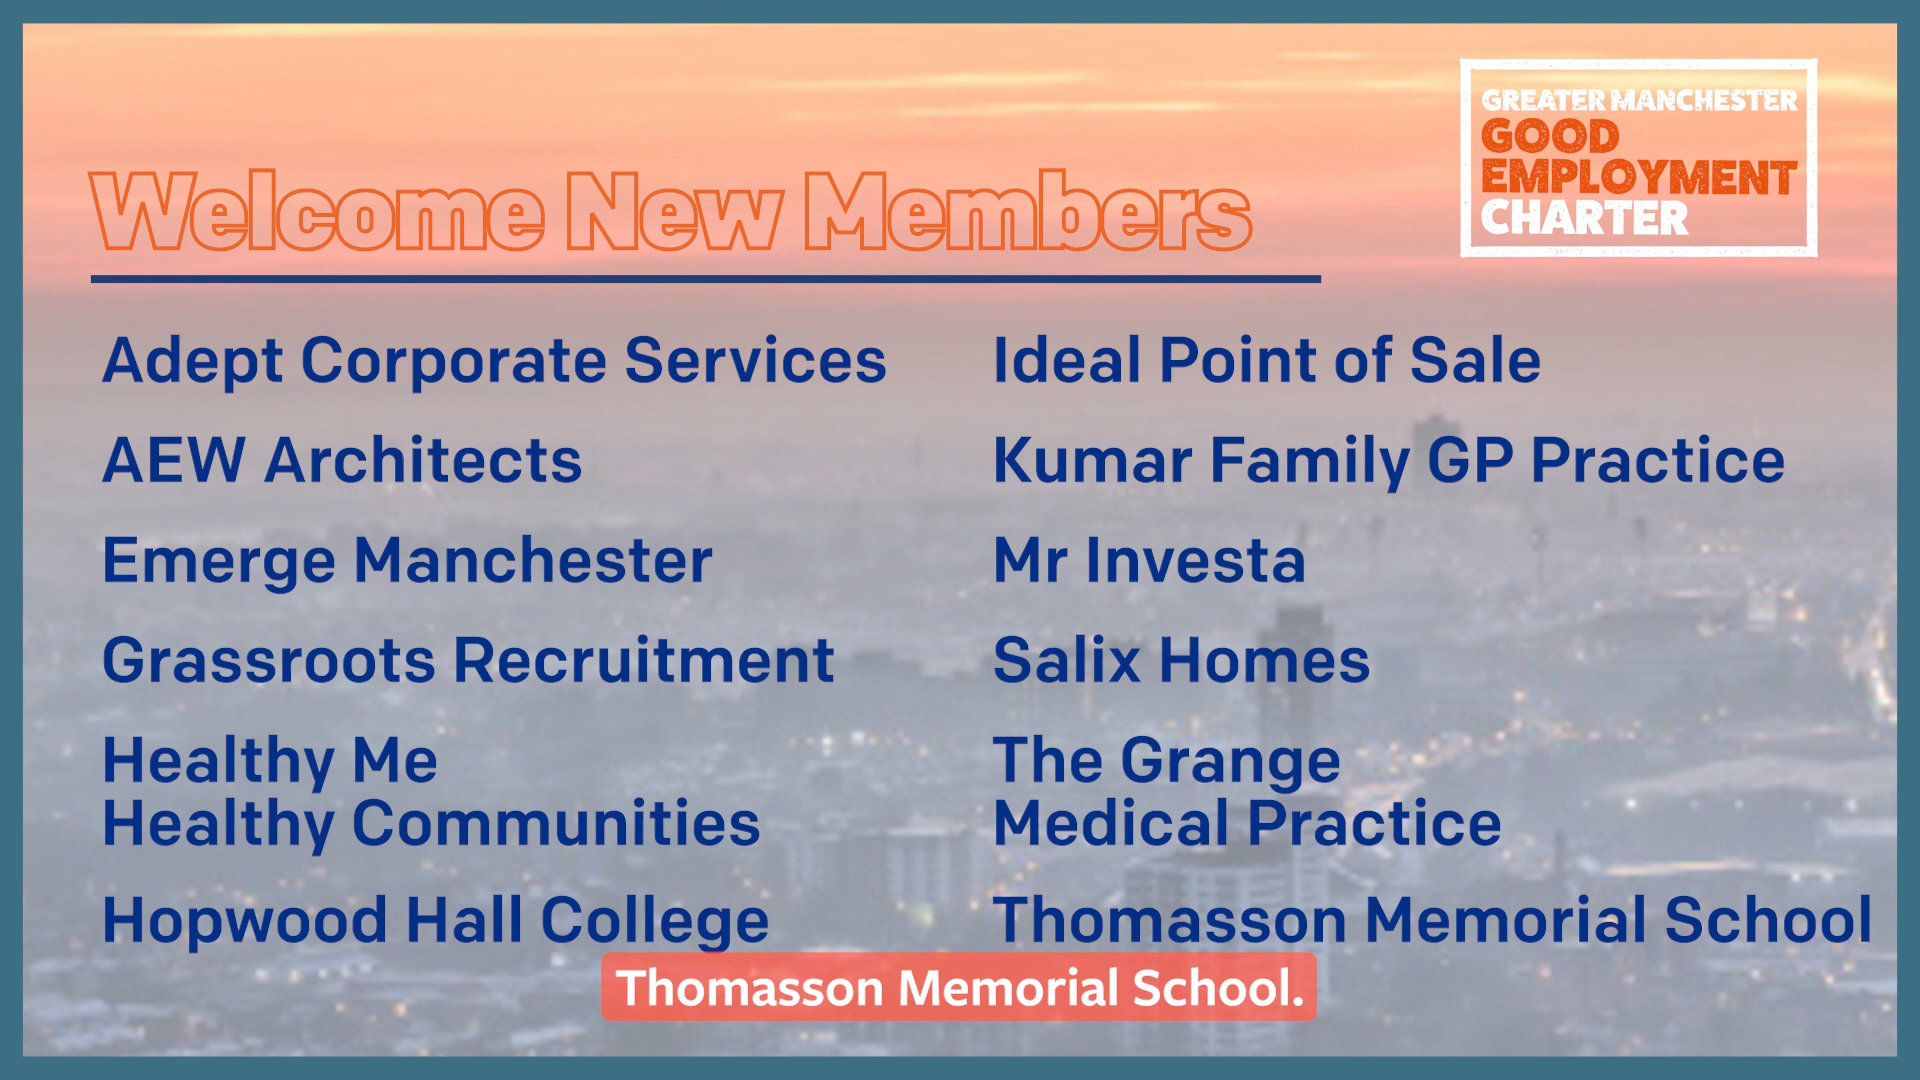 Welcome New Members
GREATER MANCHESTER
GOOD
EMPLOYMENT
CHARTER
Adept Corporate Services
AEW Architects
Emerge Manchester
Grassroots Recruitment
Healthy Me
Healthy Communities
Hopwood Hall College
Ideal Point of Sale
Kumar Family GP Practice
Mr Investa
Salix Homes
The Grange
Medical Practice
Thomasson Memorial School
Thomasson Memorial School.